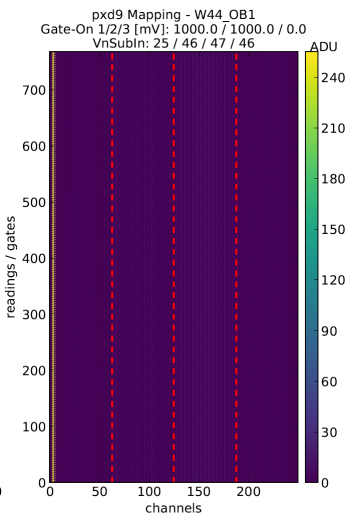 pxd9 Mapping - W44_OB1
Gate-On 1/2/3 [mV]: 1000.0 / 1000.0 / 0.0
VnSubIn: 25 / 46 / 47 / 46
ADU
240
210
180
150
120
90
60
30
0
readings / gates
700
600
500
400
300
200
100
0
0 50 100 150 200
channels